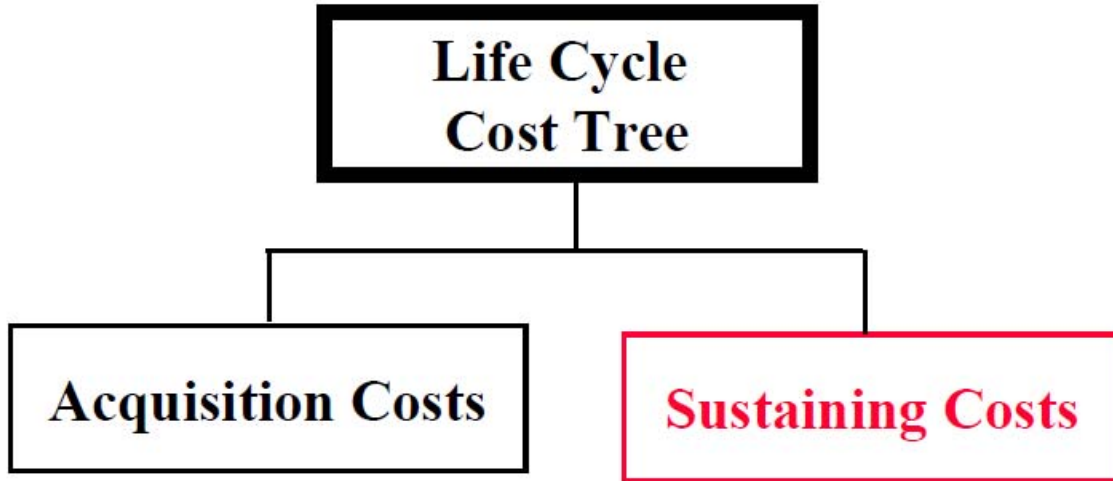 Life Cycle
Cost Tree
Acquisition Costs
Sustaining Costs